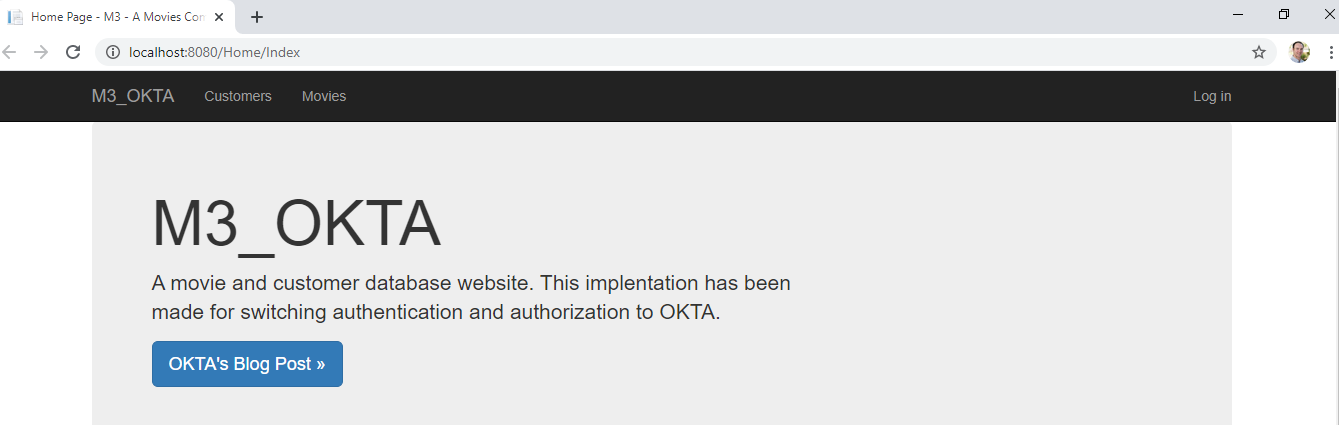 Home Page - M3 - A Movies Con
localhost:8080/Home/Index
M3_OKTA Customers Movies Log in
M3_OKTA
A movie and customer database website. This implentation has been
made for switching authentication and authorization to OKTA.
OKTA's Blog Post »